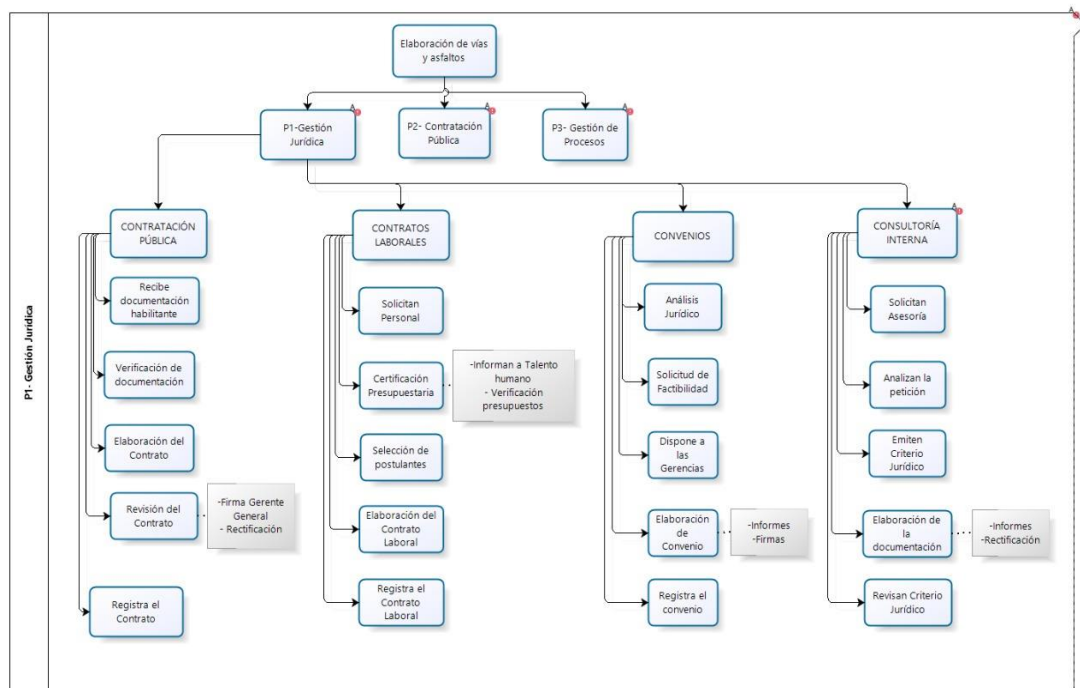 P1- Gestión Jurídica
Elaboración de vías
y asfaltos
P1-Gestión
Jurídica
P2- Contratación
Pública
P3- Gestión de
Procesos
CONTRATACIÓN
PÚBLICA
Recibe
documentación
habilitante
Verificación de
documentación
Elaboración del
Contrato
Revisión del
Contrato
-Firma Gerente
General
- Rectificación
Registra el
Contrato
CONTRATOS
LABORALES
Solicitan
Personal
Certificación
Presupuestaria
-Informan a Talento
humano
- Verificación
presupuestos
Selección de
postulantes
Elaboración del
Contrato
Laboral
Registra el
Contrato
Laboral
CONVENIOS
Análisis
Jurídico
Solicitud de
Factibilidad
Dispone a
las
Gerencias
Elaboración
de
Convenio
-Informes
-Firmas
Registra el
convenio
CONSULTORÍA
INTERNA
Solicitan
Asesoría
Analizan la
petición
Emiten
Criterio
Jurídico
Elaboración de
la
documentación
-Informes
-Rectificación
Revisan Criterio
Jurídico